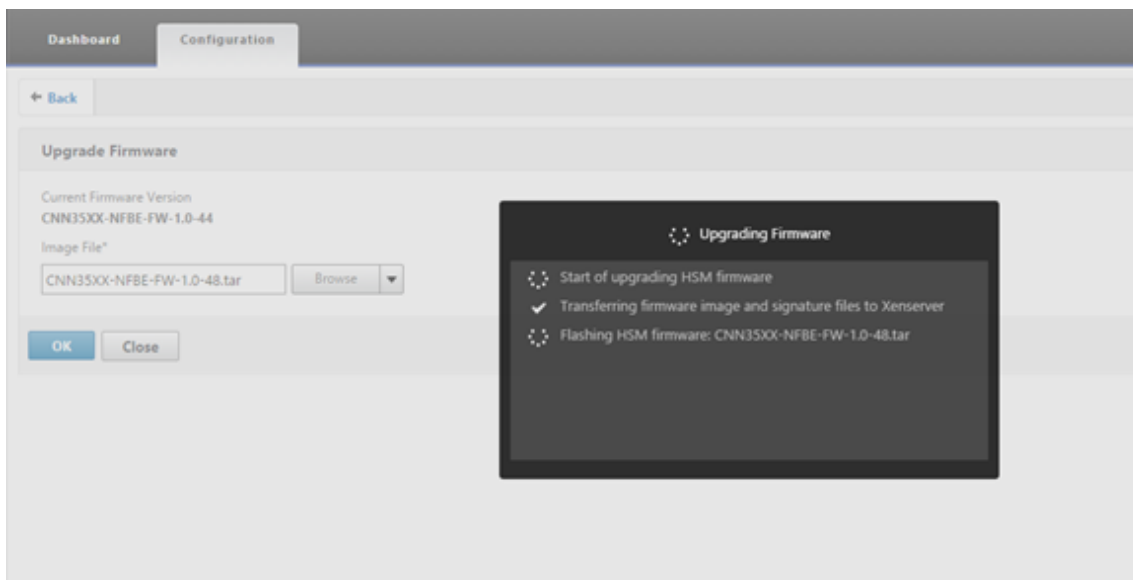 Dashboard
Configuration
Back
Upgrade Firmware
Current Firmware Version
CNN35XX-NFBE-FW-1.0-44
Image File*
CNN35XX-NFBE-FW-1.0-48.tar
Browse
OK
Close
Upgrading Firmware
Start of upgrading HSM firmware
Transferring firmware image and signature files to Xenserver
Flashing HSM firmware: CNN35XX-NFBE-FW-1.0-48.tar